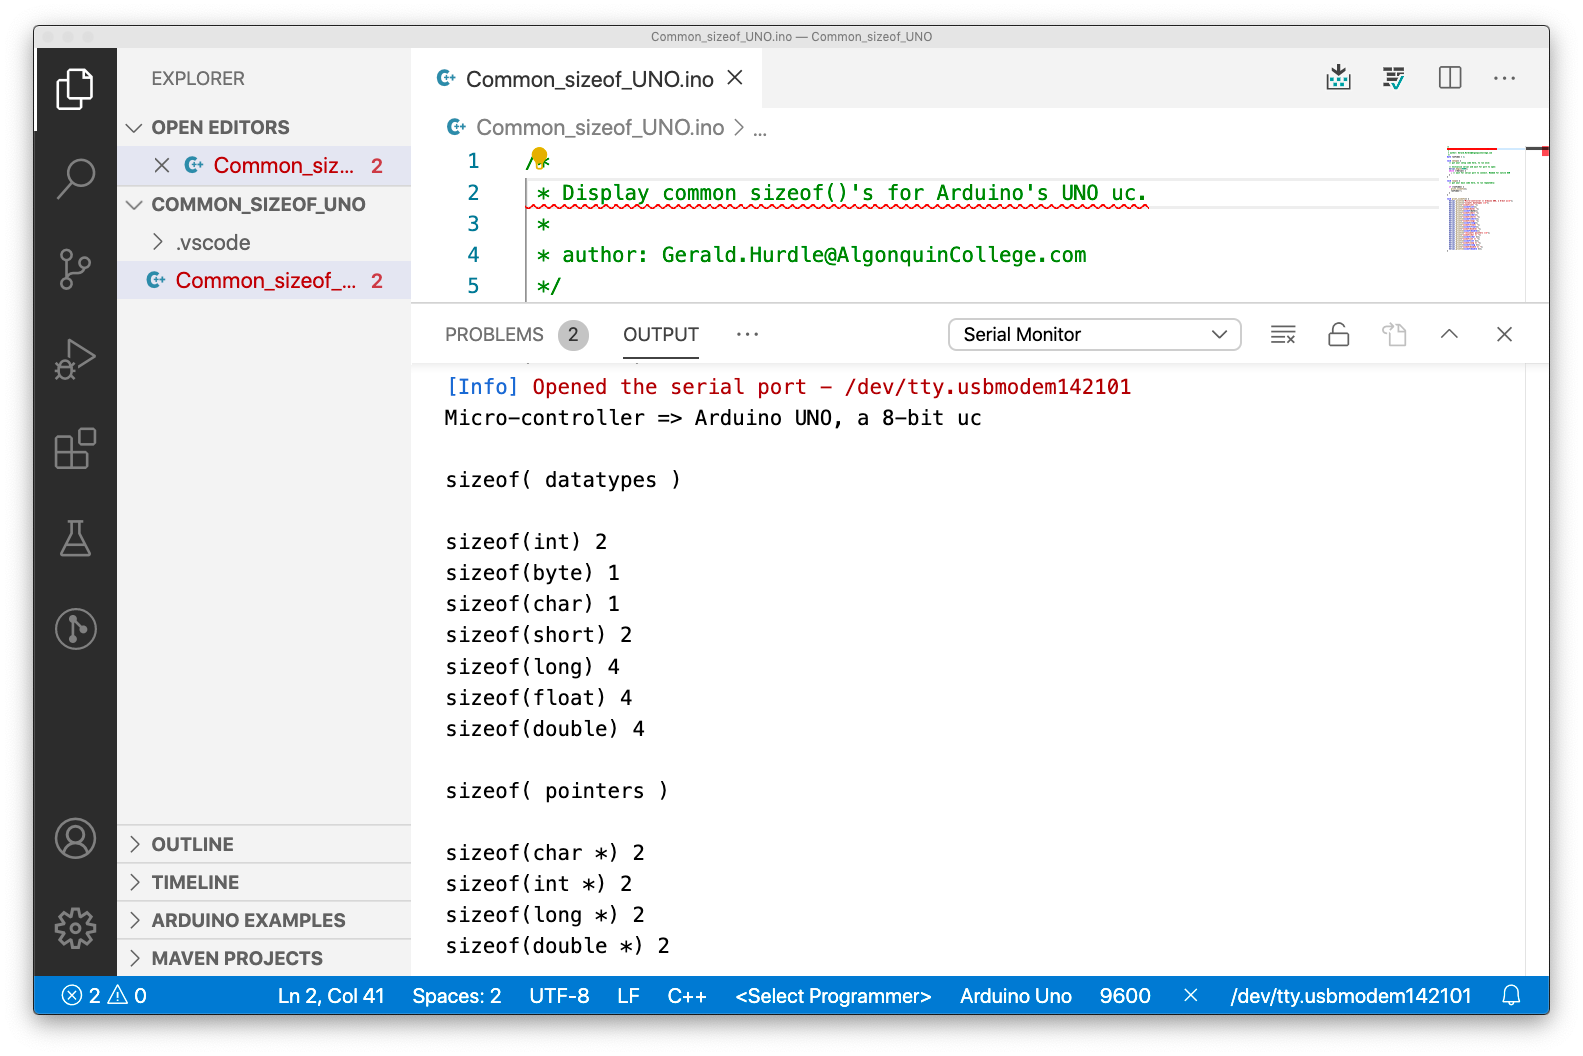 Common_sizeof_UNO.ino — Common_sizeof_UNO
EXPLORER
OPEN EDITORS
Common_siz... 2
COMMON_SIZEOF_UNO
.vscode
Common_sizeof_... 2
OUTLINE
TIMELINE
ARDUINO EXAMPLES
MAVEN PROJECTS
Common_sizeof_UNO.ino
Common_sizeof_UNO.ino > ...
1 /*
2 * Display common sizeof()'s for Arduino's UNO uc.
3 *
4 * author: Gerald.Hurdle@AlgonquinCollege.com
5 */
PROBLEMS 2 OUTPUT ... Serial Monitor
[Info] Opened the serial port - /dev/tty.usbmodem142101
Micro-controller => Arduino UNO, a 8-bit uc
sizeof( datatypes )
sizeof(int) 2
sizeof(byte) 1
sizeof(char) 1
sizeof(short) 2
sizeof(long) 4
sizeof(float) 4
sizeof(double) 4
sizeof( pointers )
sizeof(char *) 2
sizeof(int *) 2
sizeof(long *) 2
sizeof(double *) 2
2 0 Ln 2, Col 41 Spaces: 2 UTF-8 LF C++ <Select Programmer> Arduino Uno 9600 /dev/tty.usbmodem142101